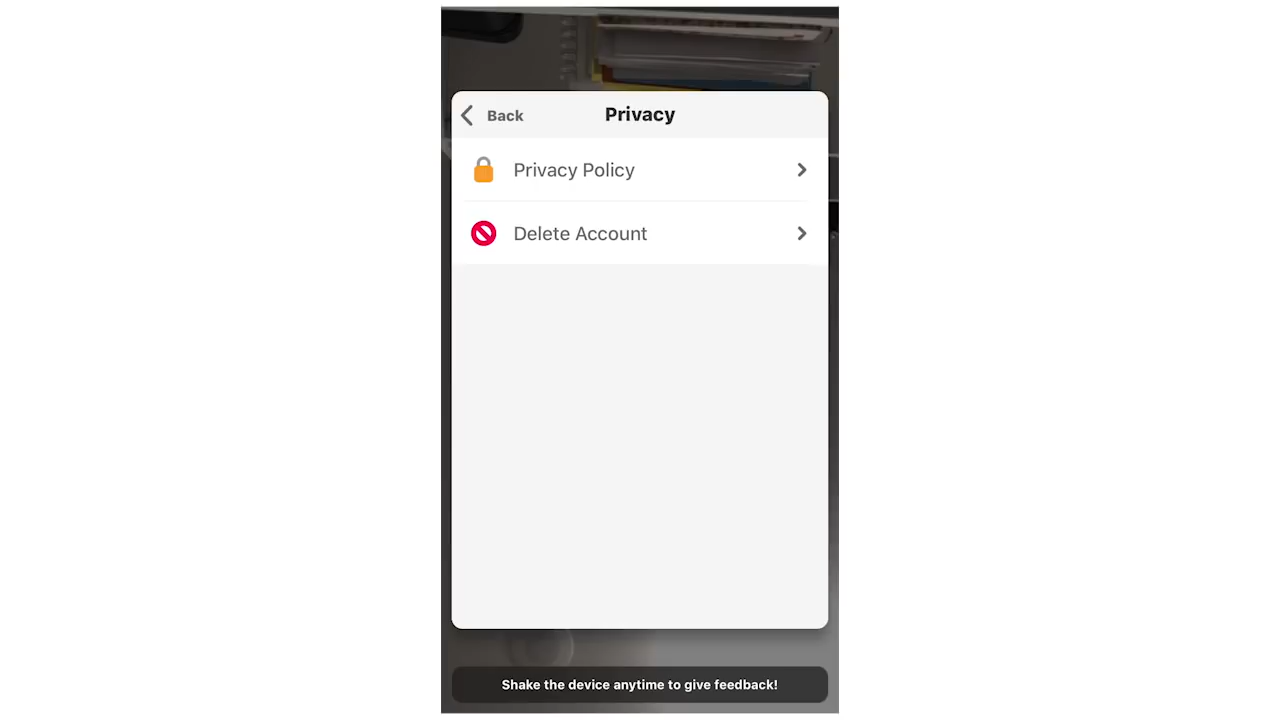 Back
Privacy
Privacy Policy
Delete Account
Shake the device anytime to give feedback!